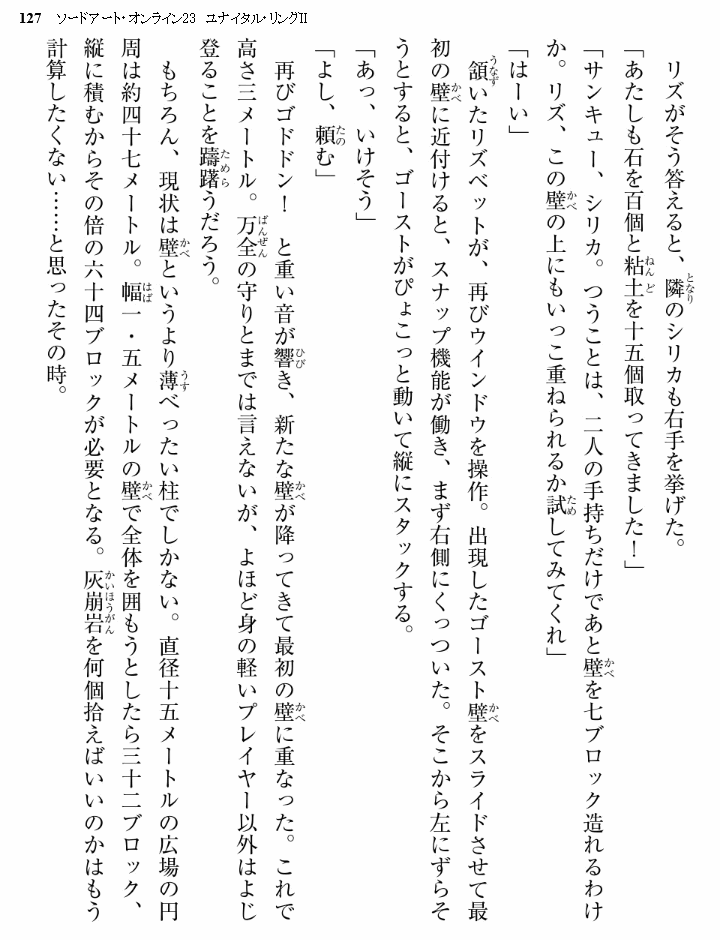 127 ソードアート・オンライン23 ユナイタル・リングII
　リズがそう答えると、隣のシリカも右手を挙げた。
「あたしも石を百個と粘土を十五個取ってきました！」
「サンキュー、シリカ。つうことは、二人の手持ちだけであと壁を七ブロック造れるわけ
か。リズ、この壁の上にもいっこ重ねられるか試してみてくれ」
「はーい」
　頷いたリズベットが、再びウインドウを操作。出現したゴースト壁をスライドさせて最
初の壁に近付けると、スナップ機能が働き、まず右側にくっついた。そこから左にずらそ
うとすると、ゴーストがぴょこっと動いて縦にスタックする。
「あっ、いけそう」
「よし、頼む」
　再びゴドドン！　と重い音が響き、新たな壁が降ってきて最初の壁に重なった。これで
高さ三メートル。万全の守りとまでは言えないが、よほど身の軽いプレイヤー以外はよじ
登ることを躊躇うだろう。
　もちろん、現状は壁というより薄べったい柱でしかない。直径十五メートルの広場の円
周は約四十七メートル。幅一・五メートルの壁で全体を囲もうとしたら三十二ブロック、
縦に積むからその倍の六十四ブロックが必要となる。灰崩岩を何個拾えばいいのかはもう
計算したくない……と思ったその時。